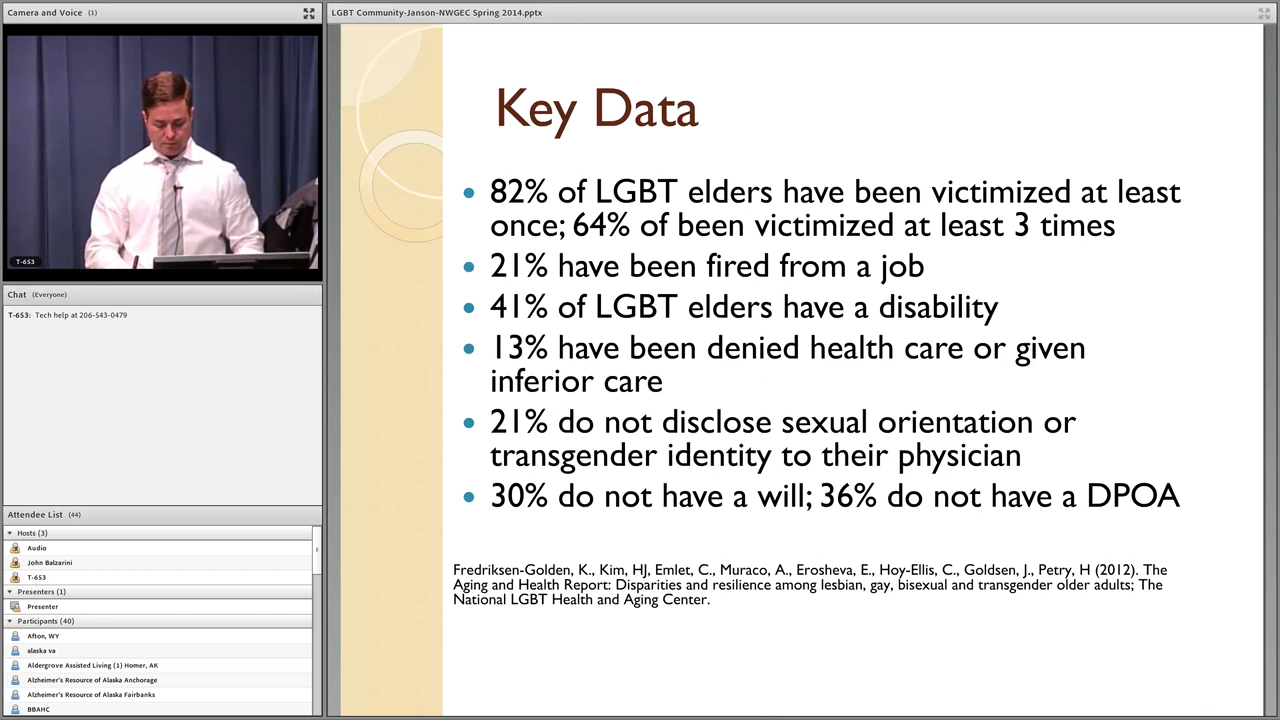 Camera and Voice (1)
T-653
Chat (Everyone)
T-653: Tech help at 206-543-0479
Attendee List (44)
Hosts (3)
Audio
John Balzarini
T-653
Presenters (1)
Presenter
Participants (40)
Afton, WY
alaska va
Aldergrove Assisted Living (1) Homer, AK
Alzheimer's Resource of Alaska Anchorage
Alzheimer's Resource of Alaska Fairbanks
BBAHC
LGBT Community-Janson-NWGEC Spring 2014.pptx
Key Data
• 82% of LGBT elders have been victimized at least
once; 64% of been victimized at least 3 times
• 21% have been fired from a job
• 41% of LGBT elders have a disability
• 13% have been denied health care or given
inferior care
• 21% do not disclose sexual orientation or
transgender identity to their physician
• 30% do not have a will; 36% do not have a DPOA
Fredriksen-Golden, K., Kim, HJ, Emlet, C., Muraco, A., Erosheva, E., Hoy-Ellis, C., Goldsen, J., Petry, H (2012). The
Aging and Health Report: Disparities and resilience among lesbian, gay, bisexual and transgender older adults; The
National LGBT Health and Aging Center.